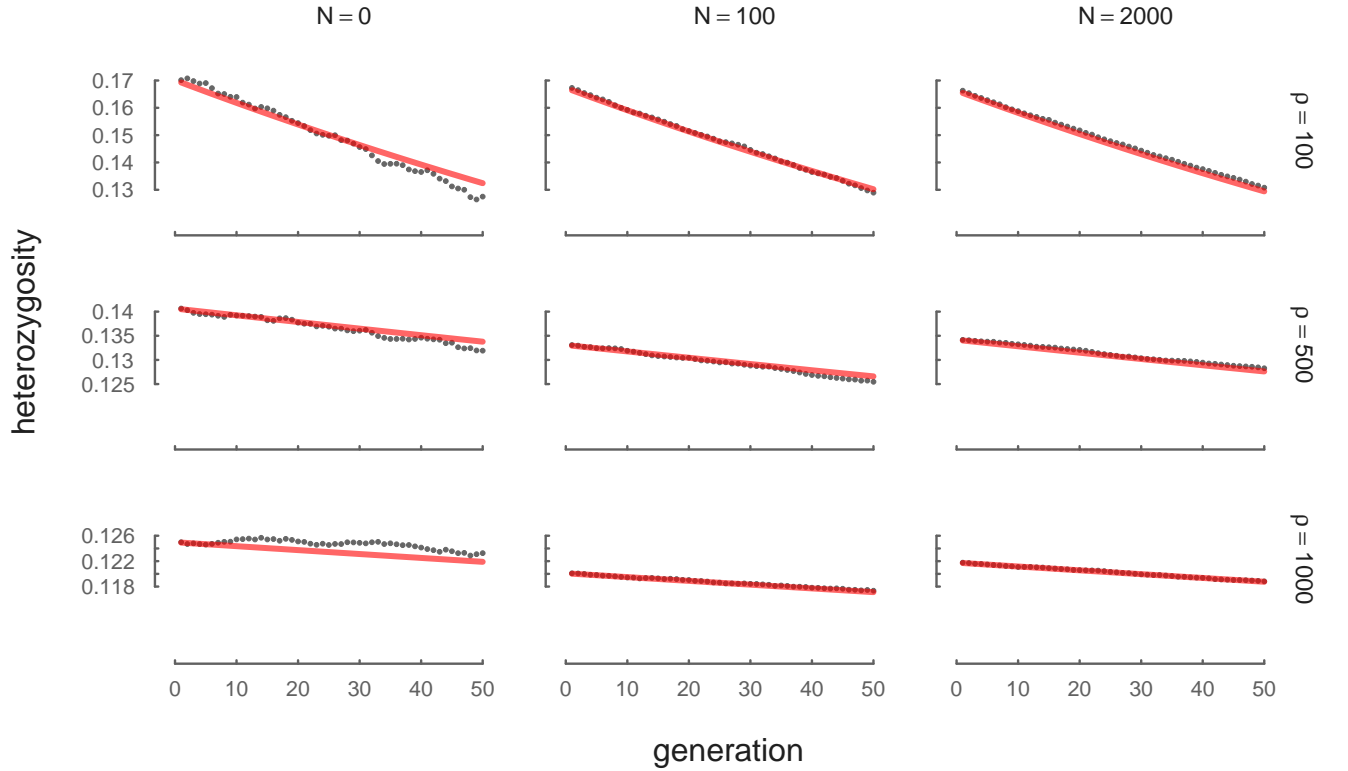 N = 0
N = 100
N = 2000
0.17
0.16
0.15
0.14
0.13
ρ = 100
heterozygosity
0.14
0.135
0.13
0.125
ρ = 500
0.126
0.122
0.118
ρ = 1000
0 10 20 30 40 50
0 10 20 30 40 50
0 10 20 30 40 50
generation